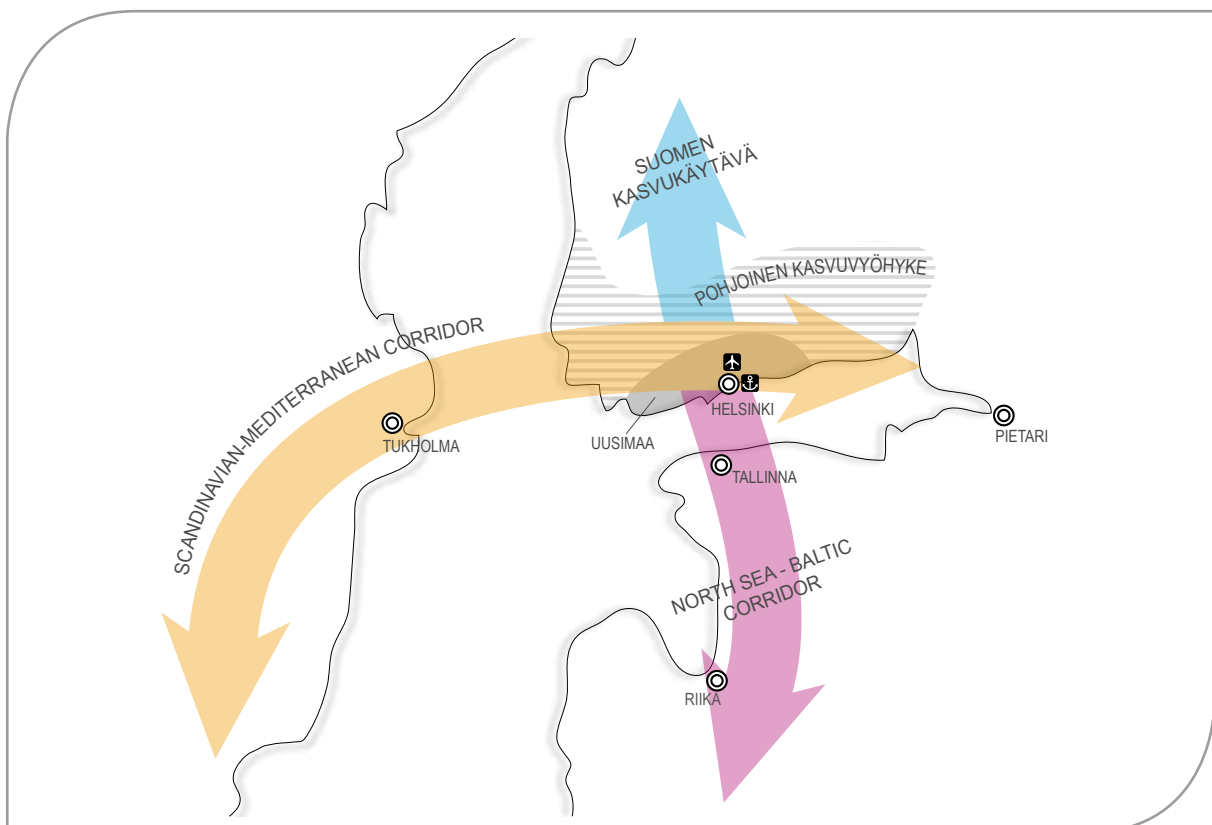 SUOMEN
KASVUKÄYTÄVÄ
POHJOINEN KASVUVYÖHYKE
SCANDINAVIAN-MEDITERRANEAN CORRIDOR
HELSINKI
TUKHOLMA
UUSIMAA
PIETARI
TALLINNA
NORTH SEA - BALTIC
CORRIDOR
RIIKA